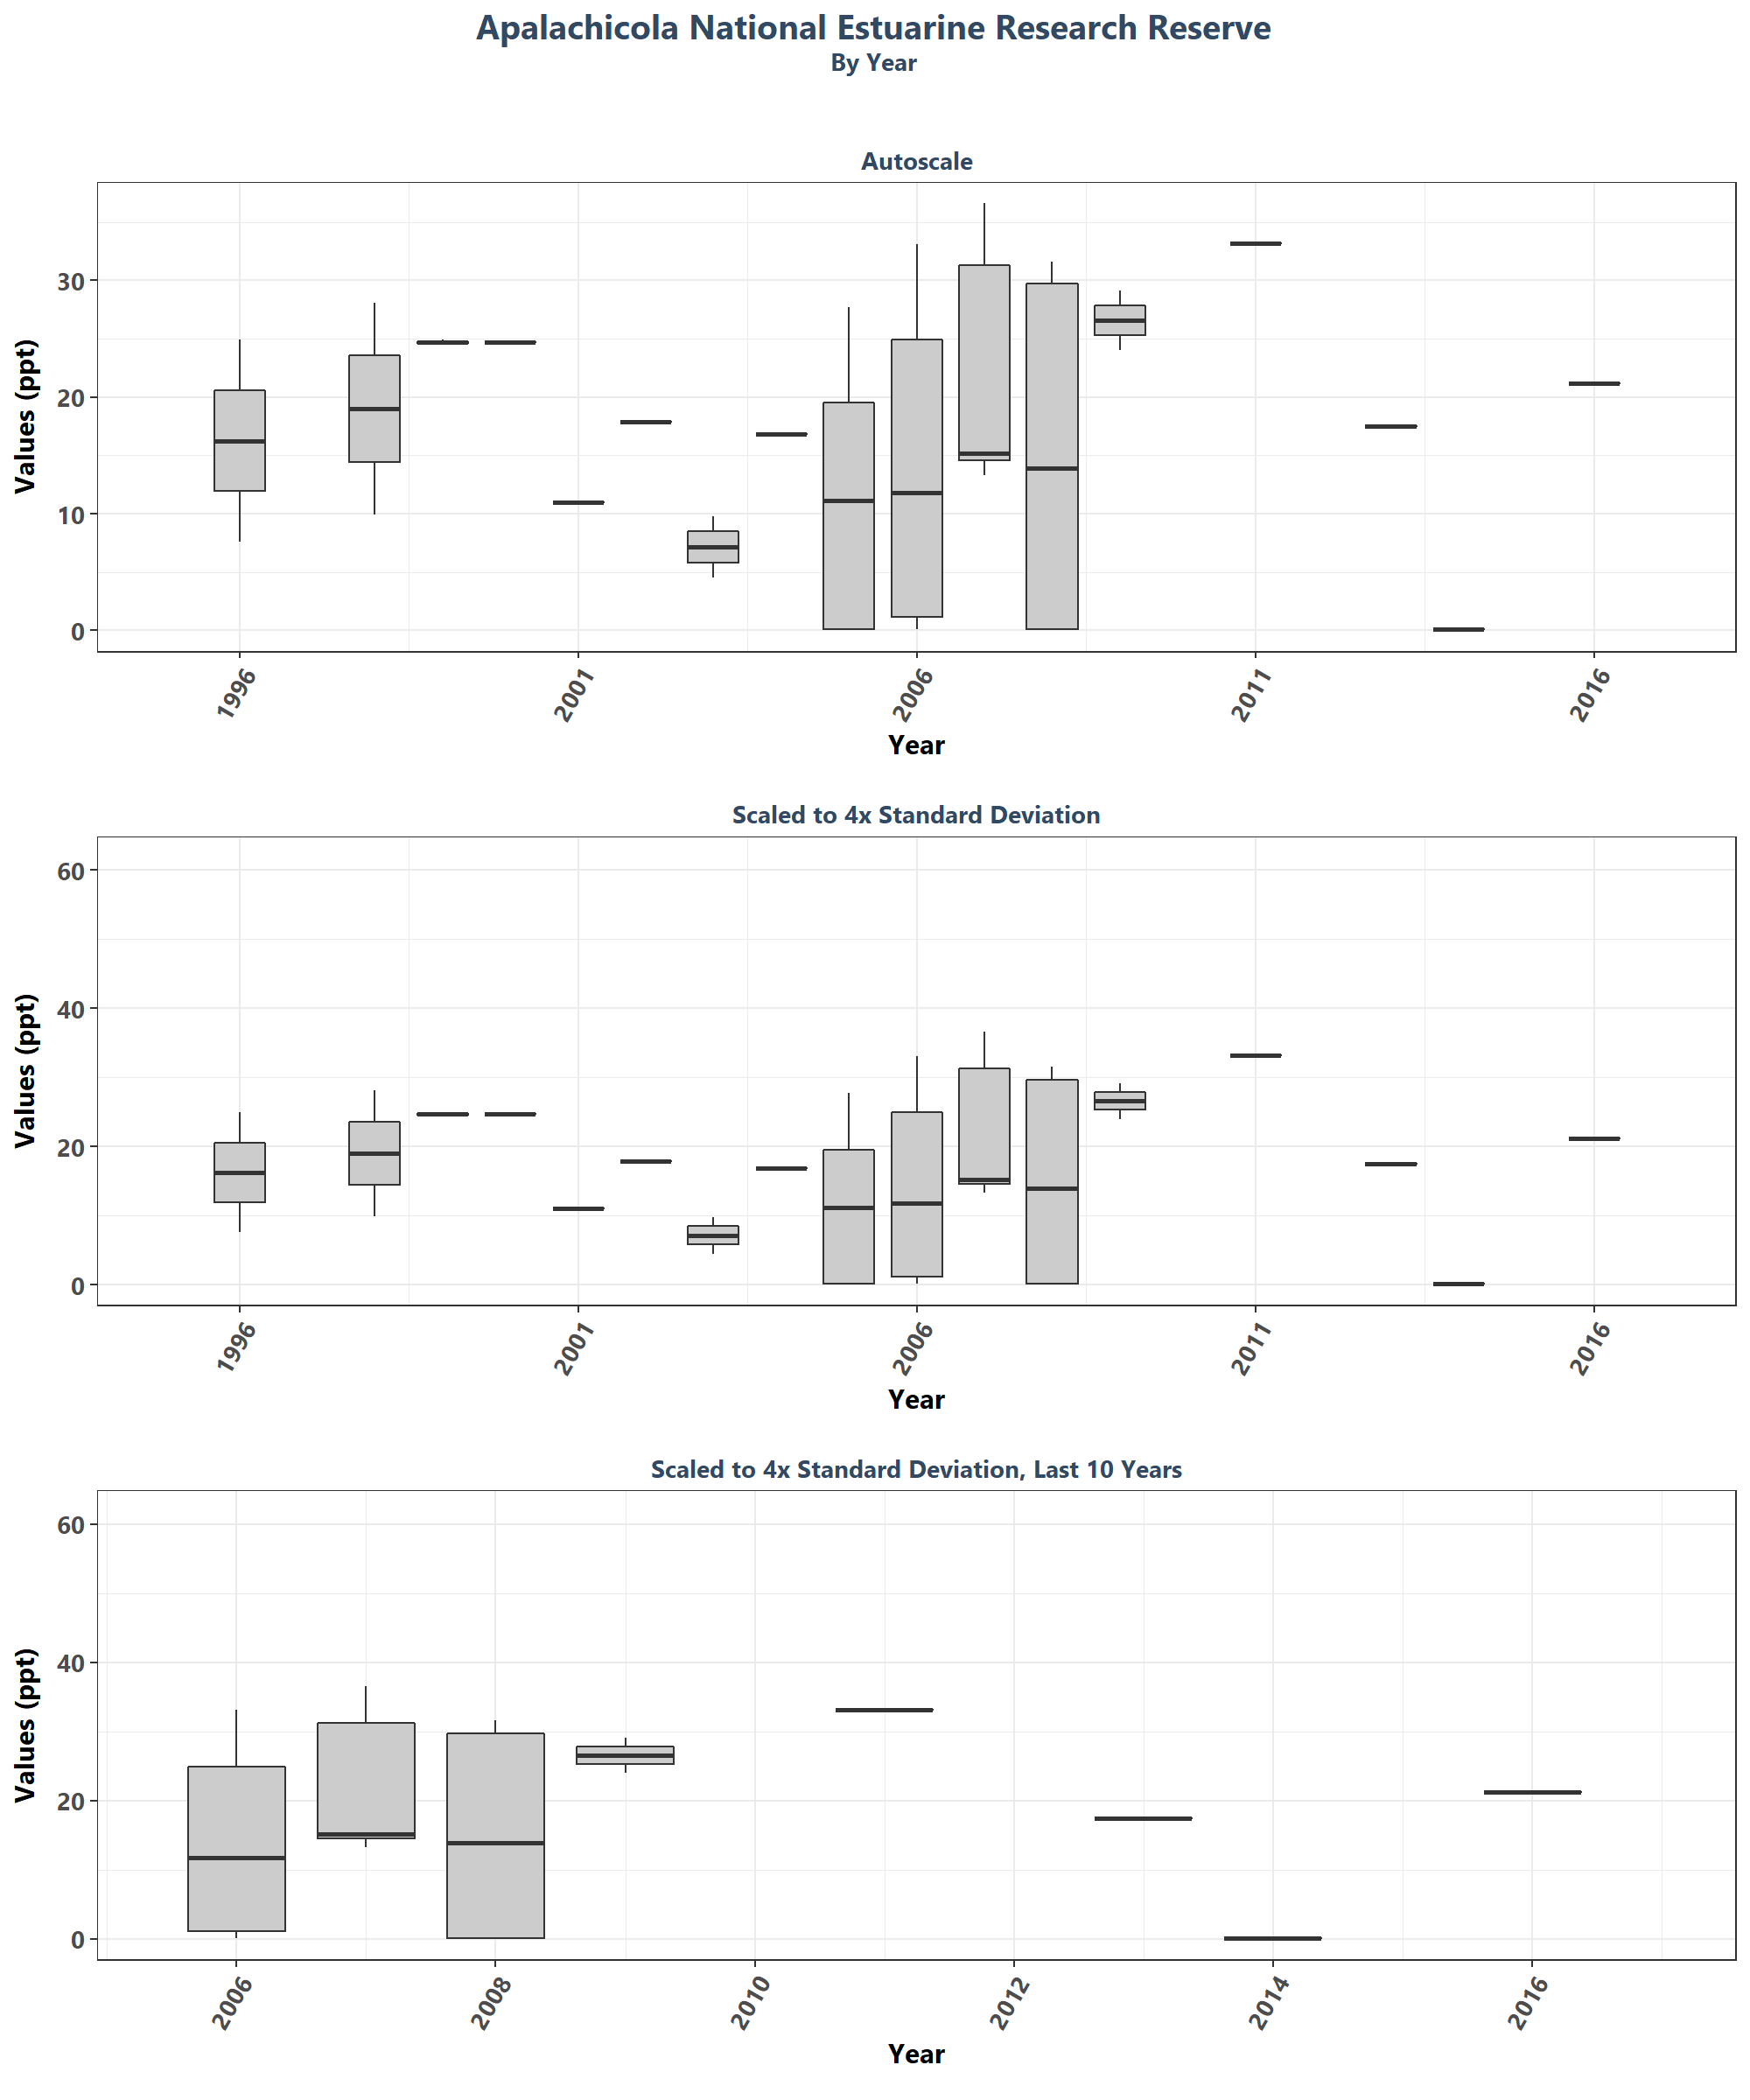 Apalachicola National Estuarine Research Reserve
By Year
Autoscale
Values (ppt)
30
20
10
0
1996
2001
2006
2011
2016
Year
Scaled to 4x Standard Deviation
Values (ppt)
60
40
20
0
1996
2001
2006
2011
2016
Year
Scaled to 4x Standard Deviation, Last 10 Years
Values (ppt)
60
40
20
0
2006
2008
2010
2012
2014
2016
Year